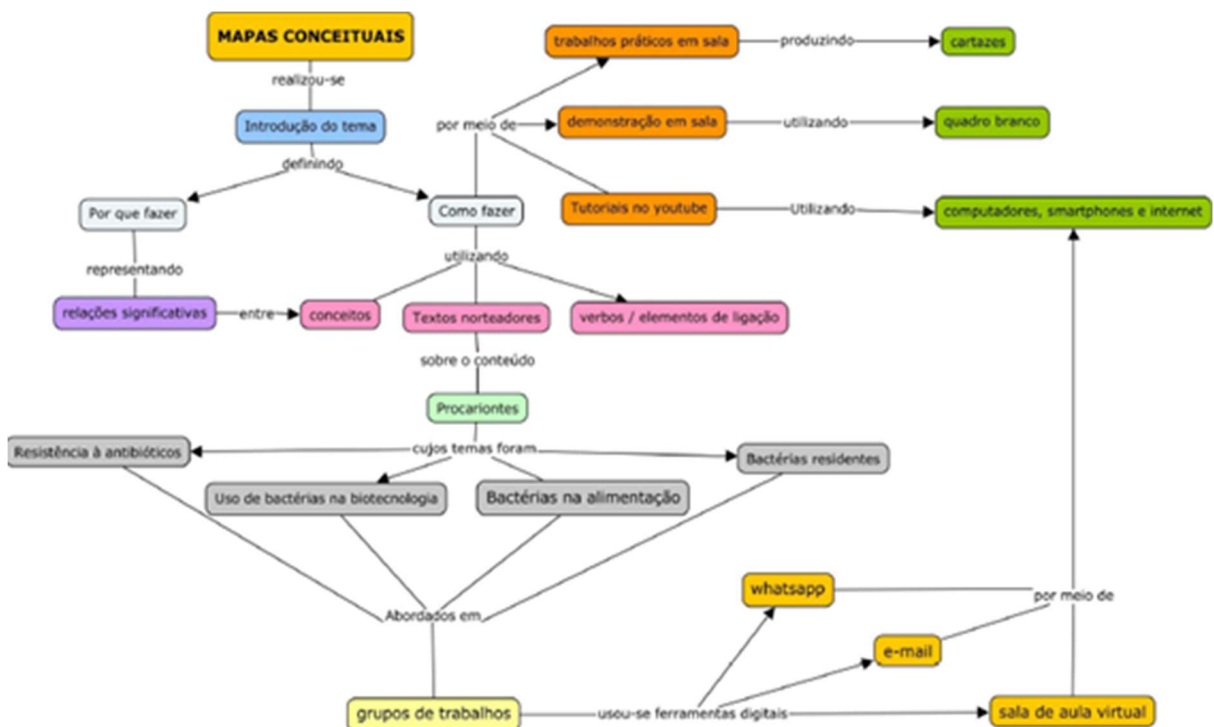 MAPAS CONCEITUAIS
trabalhos práticos em sala
produzindo
cartazes
realizou-se
Introdução do tema
por meio de
demonstração em sala
utilizando
quadro branco
definindo
Por que fazer
Como fazer
Tutoriais no youtube
Utilizando
computadores, smartphones e internet
representando
utilizando
relações significativas
entre
conceitos
Textos norteadores
verbos / elementos de ligação
sobre o conteúdo
Procariontes
cujos temas foram
Resistência à antibióticos
Bactérias residentes
Uso de bactérias na biotecnologia
Bactérias na alimentação
Abordados em
whatsapp
por meio de
e-mail
grupos de trabalhos
usou-se ferramentas digitais
sala de aula virtual